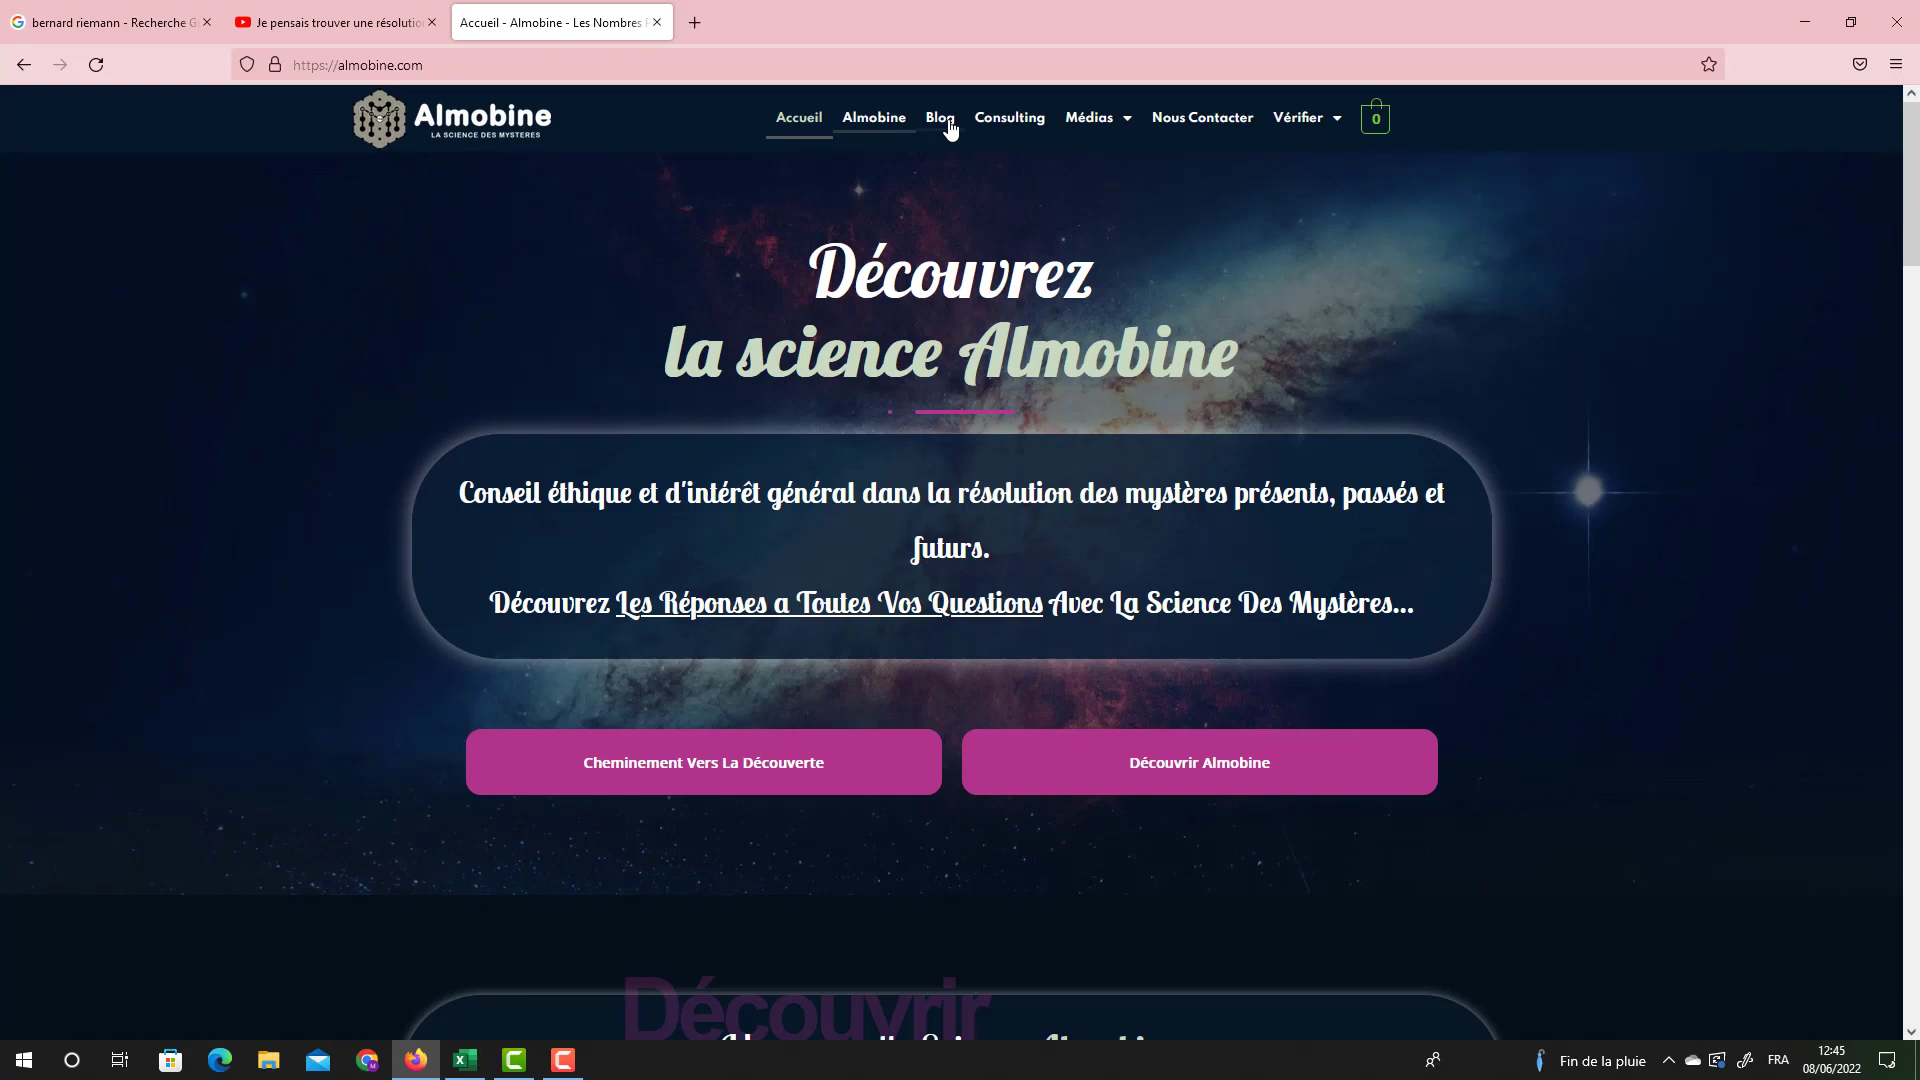 bernard riemann - Recherche G
Je pensais trouver une résolution
Accueil - Almobine - Les Nombres P
https://almobine.com
Almobine
LA SCIENCE DES MYSTERES
Accueil
Almobine
Blog
Consulting
Médias
Nous Contacter
Vérifier
0
Découvrez
la science Almobine
Conseil éthique et d'intérêt général dans la résolution des mystères présents, passés et
futurs.
Découvrez Les Réponses a Toutes Vos Questions Avec La Science Des Mystères...
Cheminement Vers La Découverte
Découvrir Almobine
Découvrir
Fin de la pluie
FRA
12:45
08/06/2022